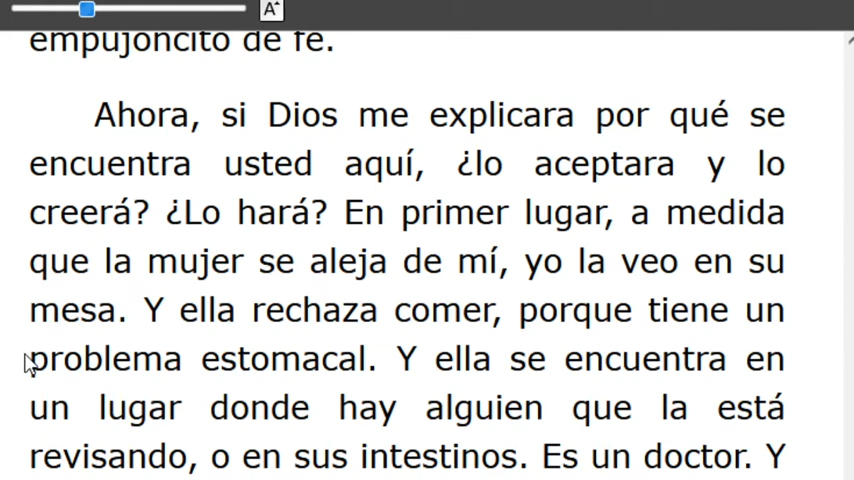 A
empujoncito de fe.
Ahora, si Dios me explicara por qué se
encuentra usted aquí, ¿lo aceptara y lo
creerá? ¿Lo hará? En primer lugar, a medida
que la mujer se aleja de mí, yo la veo en su
mesa. Y ella rechaza comer, porque tiene un
problema estomacal. Y ella se encuentra en
un lugar donde hay alguien que la está
revisando, o en sus intestinos. Es un doctor. Y